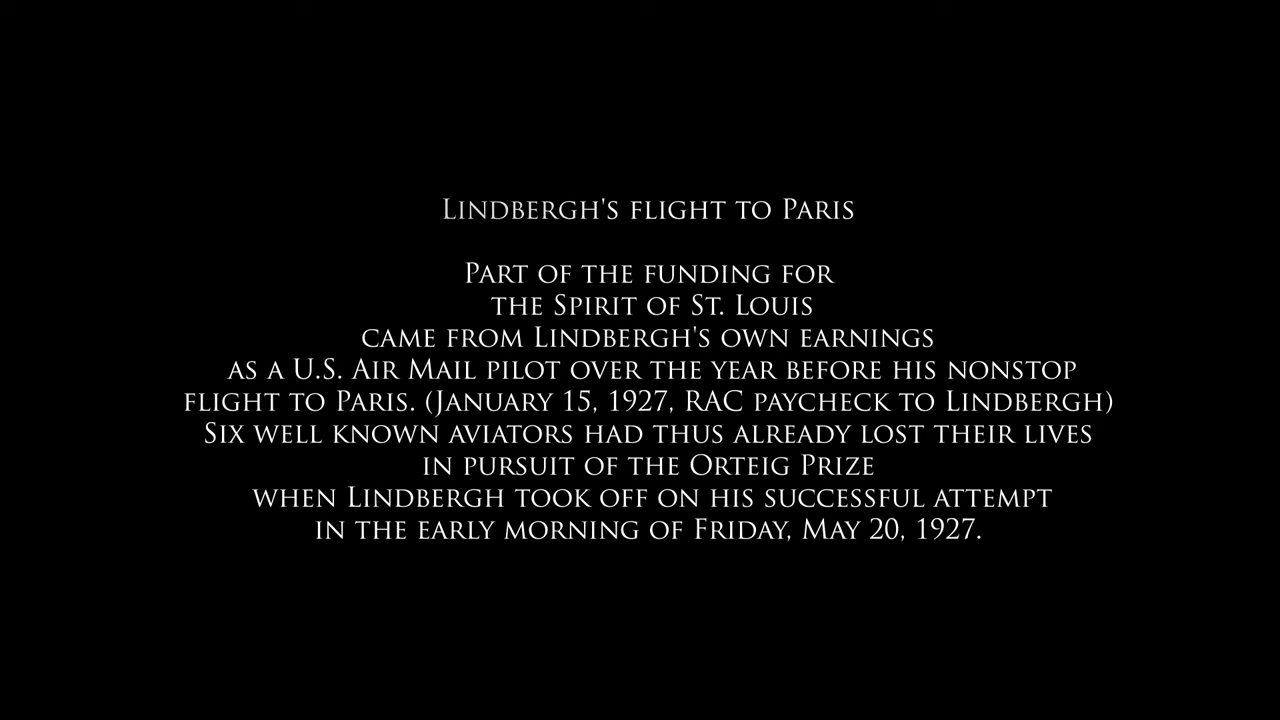 Lindbergh's flight to Paris
Part of the funding for
the Spirit of St. Louis
came from Lindbergh's own earnings
as a U.S. Air Mail pilot over the year before his nonstop
flight to Paris. (January 15, 1927, RAC paycheck to Lindbergh)
Six well known aviators had thus already lost their lives
in pursuit of the Orteig Prize
when Lindbergh took off on his successful attempt
in the early morning of Friday, May 20, 1927.